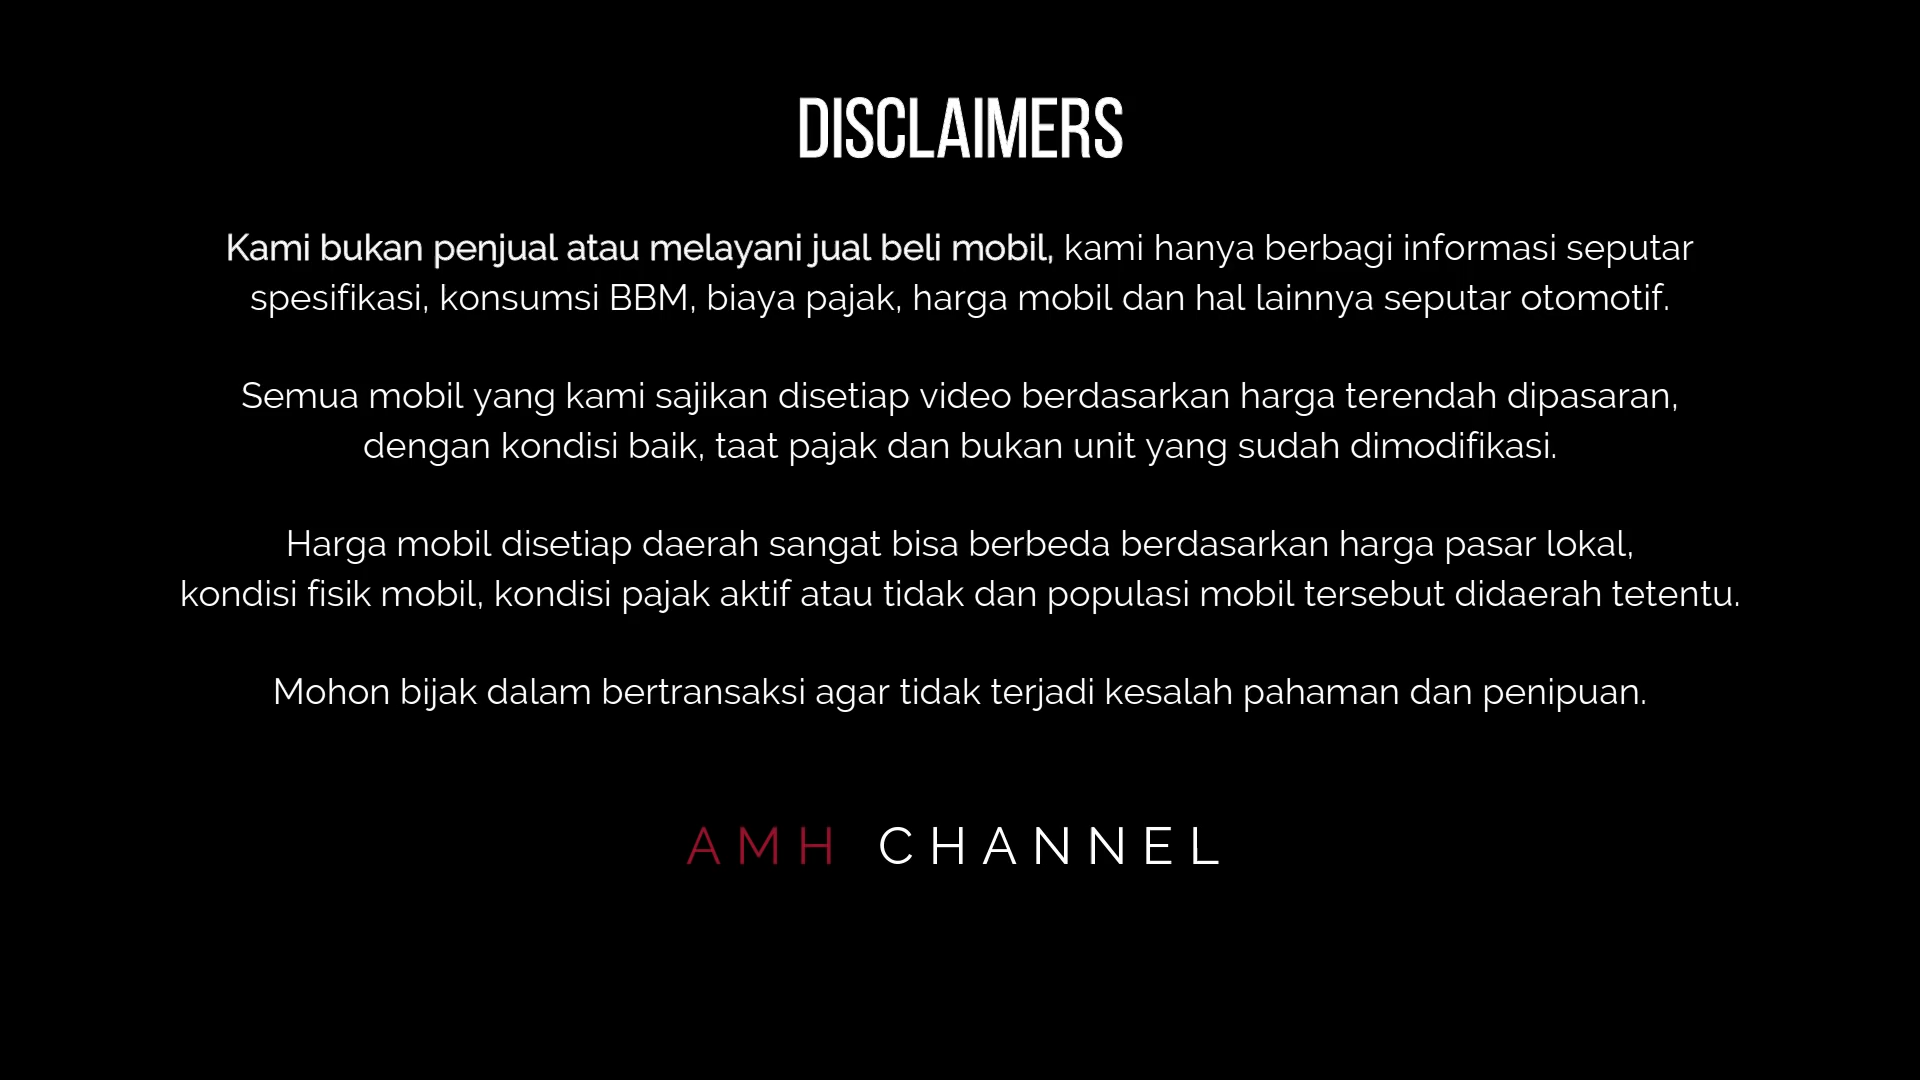 DISCLAIMERS
Kami bukan penjual atau melayani jual beli mobil, kami hanya berbagi informasi seputar
spesifikasi, konsumsi BBM, biaya pajak, harga mobil dan hal lainnya seputar otomotif.
Semua mobil yang kami sajikan disetiap video berdasarkan harga terendah dipasaran,
dengan kondisi baik, taat pajak dan bukan unit yang sudah dimodifikasi.
Harga mobil disetiap daerah sangat bisa berbeda berdasarkan harga pasar lokal,
kondisi fisik mobil, kondisi pajak aktif atau tidak dan populasi mobil tersebut didaerah tetentu.
Mohon bijak dalam bertransaksi agar tidak terjadi kesalah pahaman dan penipuan.
AMH CHANNEL